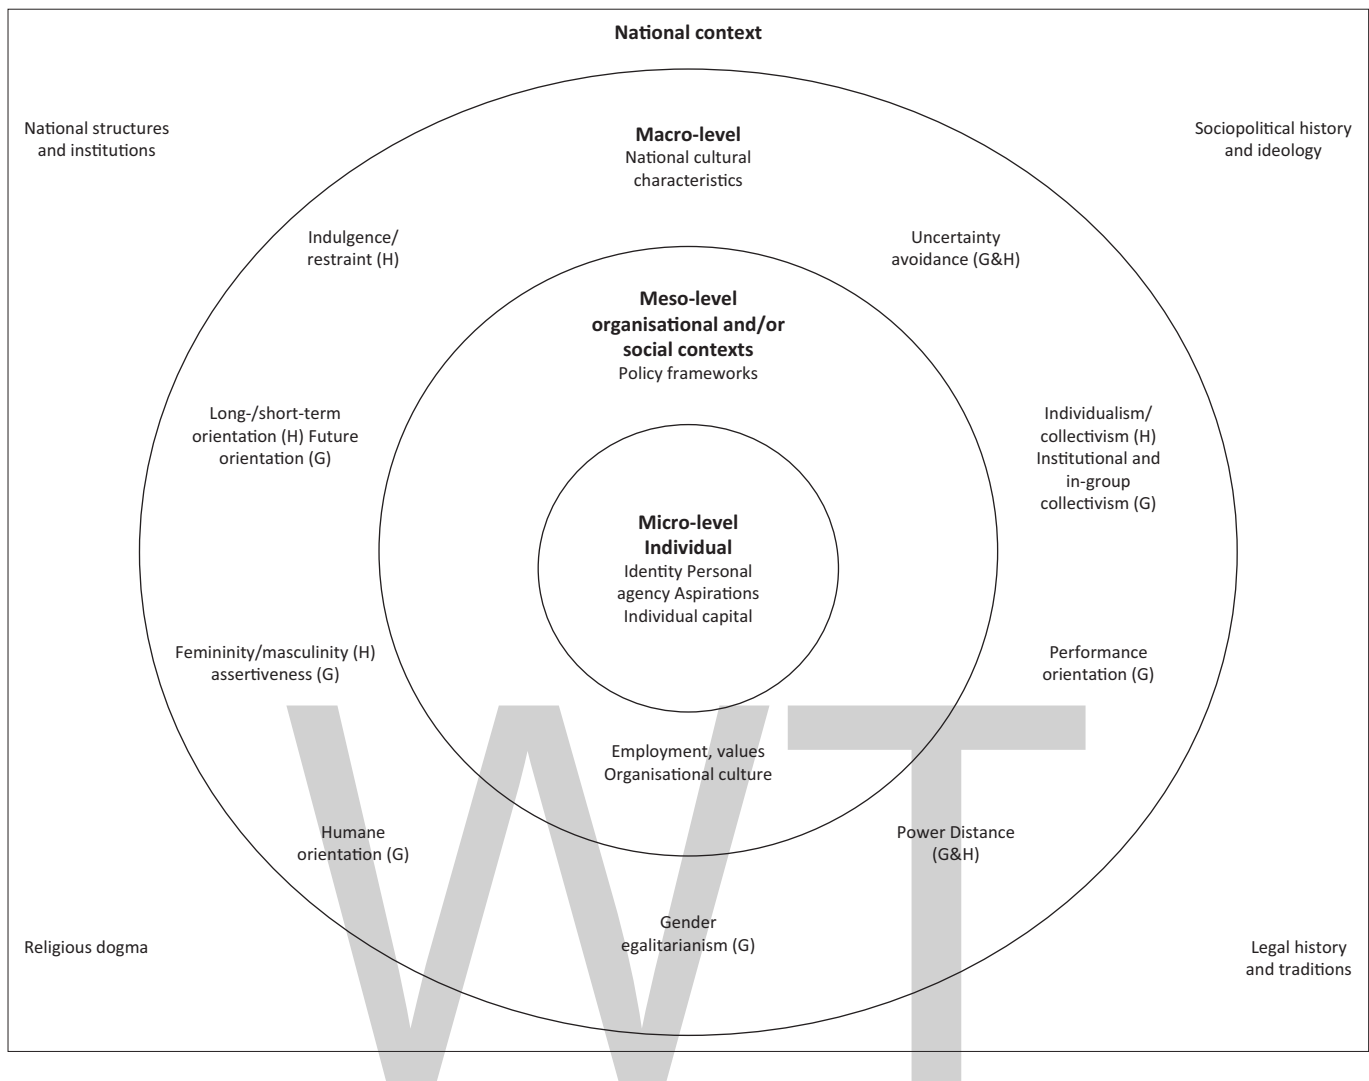 National context
National structures
and institutions
Sociopolitical history
and ideology
Macro-level
National cultural
characteristics
Indulgence/
restraint (H)
Uncertainty
avoidance (G&H)
Meso-level
organisational and/or
social contexts
Policy frameworks
Long-/short-term
orientation (H) Future
orientation (G)
Individualism/
collectivism (H)
Institutional and
in-group
collectivism (G)
Micro-level
Individual
Identity Personal
agency Aspirations
Individual capital
Femininity/masculinity (H)
assertiveness (G)
Performance
orientation (G)
Employment, values
Organisational culture
Humane
orientation (G)
Power Distance
(G&H)
Gender
egalitarianism (G)
Religious dogma
Legal history
and traditions
WT